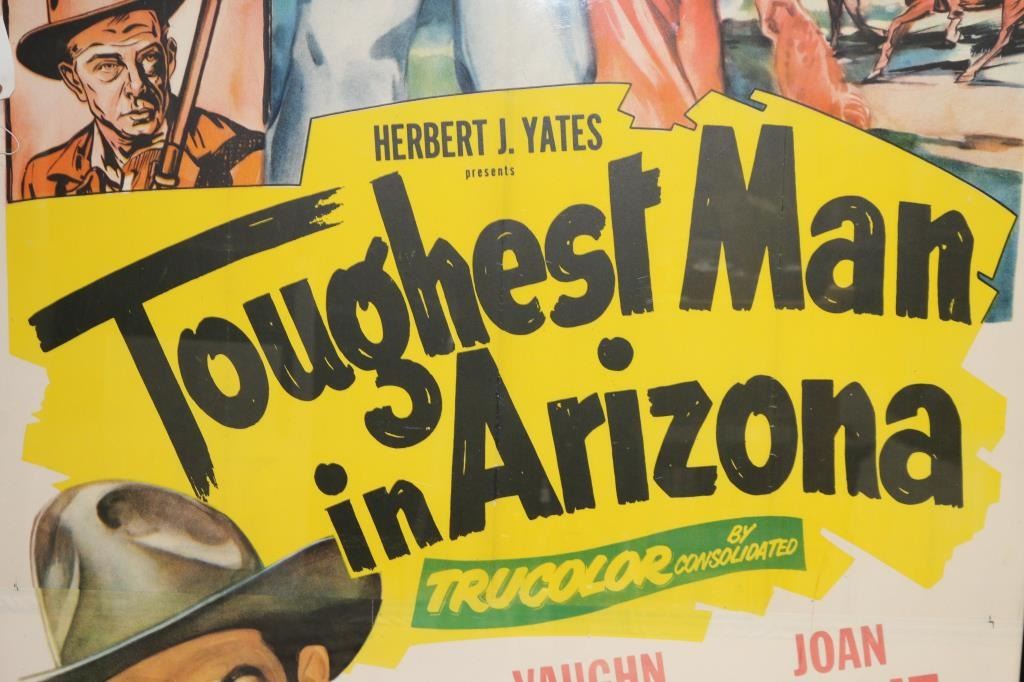 HERBERT J. YATES
presents
Toughest Man
in Arizona
TRUCOLOR BY CONSOLIDATED
VAUGHN
JOAN